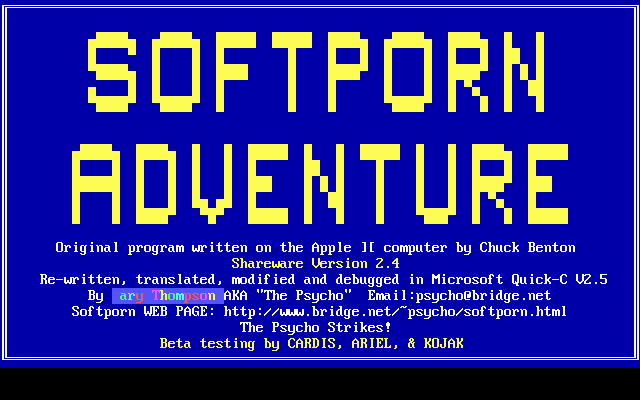 SOFTPORN
ADVENTURE
Original program written on the Apple ][ computer by Chuck Benton
Shareware Version 2.4
Re-written, translated, modified and debugged in Microsoft Quick-C V2.5
By ary Thompson AKA "The Psycho" Email:psycho@bridge.net
Softporn WEB PAGE: http://www.bridge.net/~psycho/softporn.html
The Psycho Strikes!
Beta testing by CARDIS, ARIEL, & KOJAK